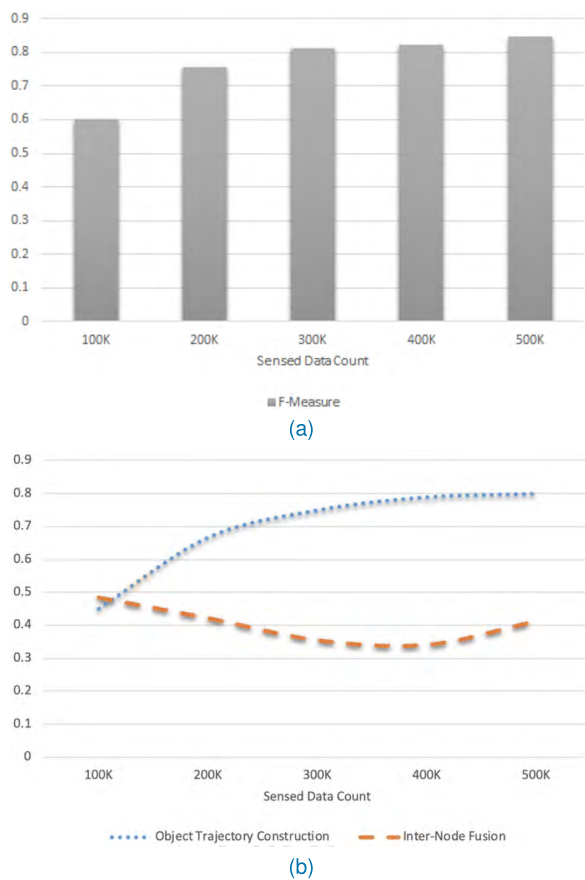 0.9
0.8
0.7
0.6
0.5
0.4
0.3
0.2
0.1
0
100K 200K 300K 400K 500K
Sensed Data Count
F-Measure
(a)
0.9
0.8
0.7
0.6
0.5
0.4
0.3
0.2
0.1
0
100K 200K 300K 400K 500K
Sensed Data Count
Object Trajectory Construction Inter-Node Fusion
(b)